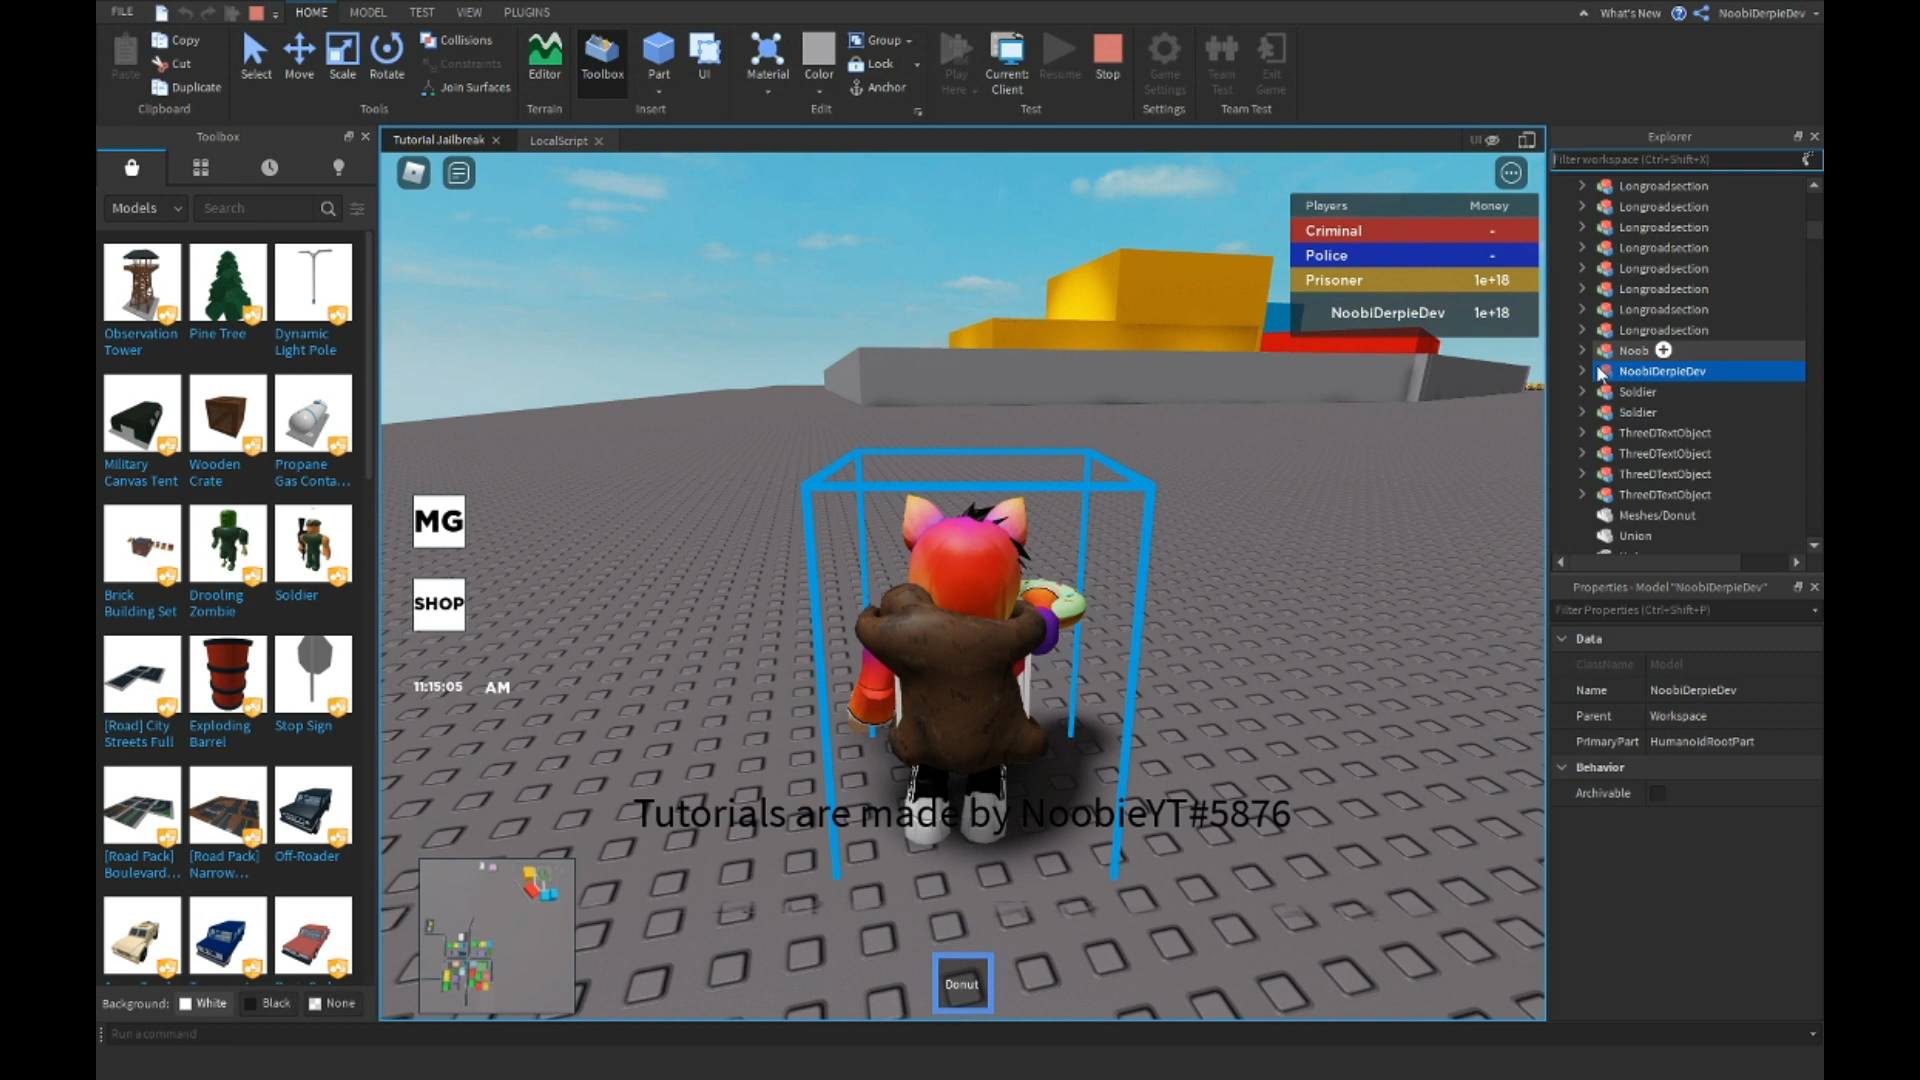 FILE HOME MODEL TEST VIEW PLUGINS What's New NoobiDerpieDev
Paste Copy Cut Duplicate Clipboard
Select Move Scale Rotate Collisions Constraints Join Surfaces Tools
Editor Terrain
Toolbox Part UI Insert
Material Color Group Lock Anchor Edit
Play Here Current: Client Resume Stop Test
Game Settings Settings
Team Test Exit Game Team Test
Toolbox
Models Search
Observation Tower
Pine Tree
Dynamic Light Pole
Military Canvas Tent
Wooden Crate
Propane Gas Conta...
Brick Building Set
Drooling Zombie
Soldier
[Road] City Streets Full
Exploding Barrel
Stop Sign
[Road Pack] Boulevard...
[Road Pack] Narrow...
Off-Roader
Background: White Black None
Run a command
Tutorial Jailbreak LocalScript UI
Players Money
Criminal -
Police -
Prisoner 1e+18
NoobiDerpieDev 1e+18
MG
SHOP
11:15:05 AM
Tutorials are made by NoobieYT#5876
Donut
Explorer
Filter workspace (Ctrl+Shift+X)
Longroadsection
Longroadsection
Longroadsection
Longroadsection
Longroadsection
Longroadsection
Longroadsection
Longroadsection
Noob
NoobiDerpieDev
Soldier
Soldier
ThreeDTextObject
ThreeDTextObject
ThreeDTextObject
ThreeDTextObject
Meshes/Donut
Union
Properties - Model "NoobiDerpieDev"
Filter Properties (Ctrl+Shift+P)
Data
ClassName Model
Name NoobiDerpieDev
Parent Workspace
PrimaryPart HumanoidRootPart
Behavior
Archivable